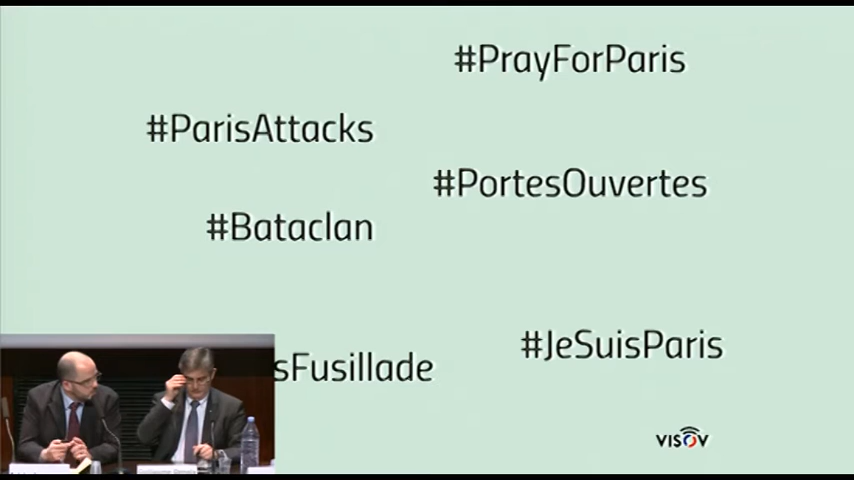 #PrayForParis
#ParisAttacks
#PortesOuvertes
#Bataclan
#JeSuisParis
sFusillade
VISOV